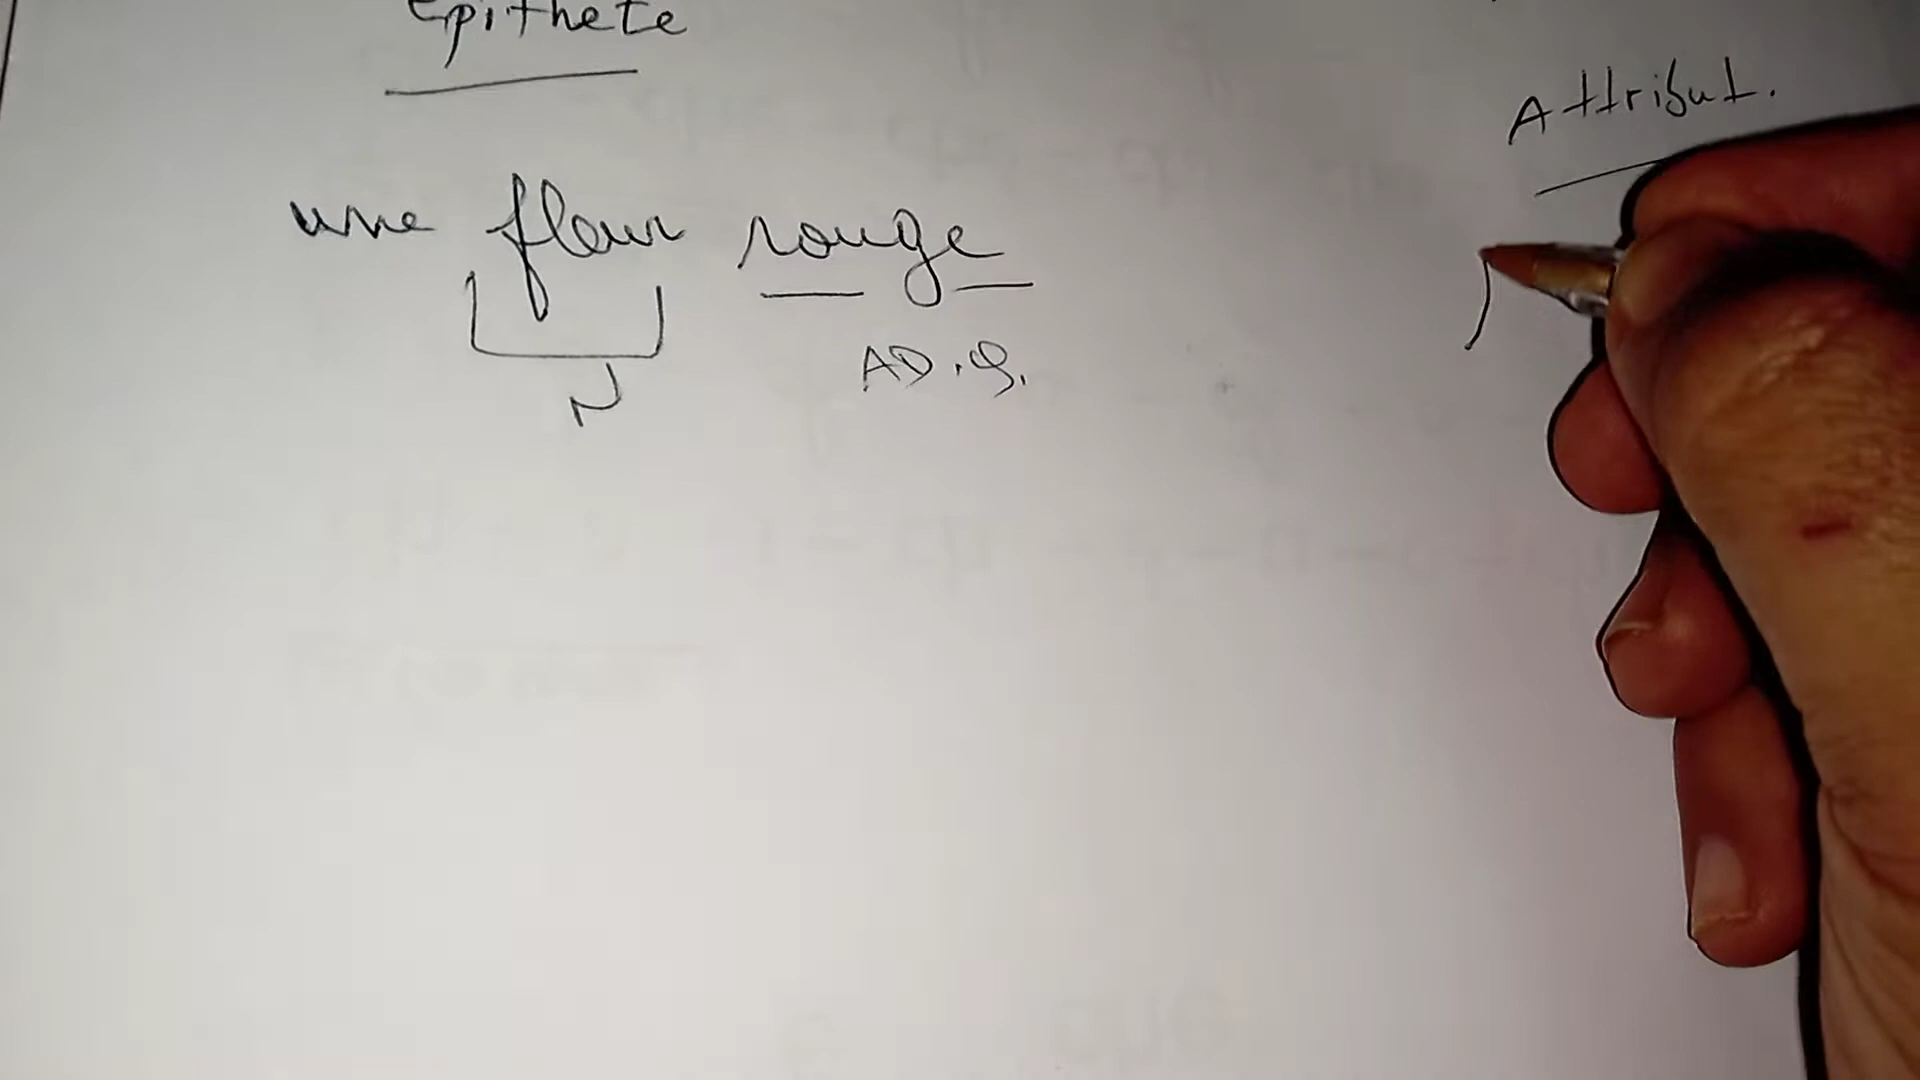 Epithete
Attribut.
une fleur rouge
N
AD.Q.